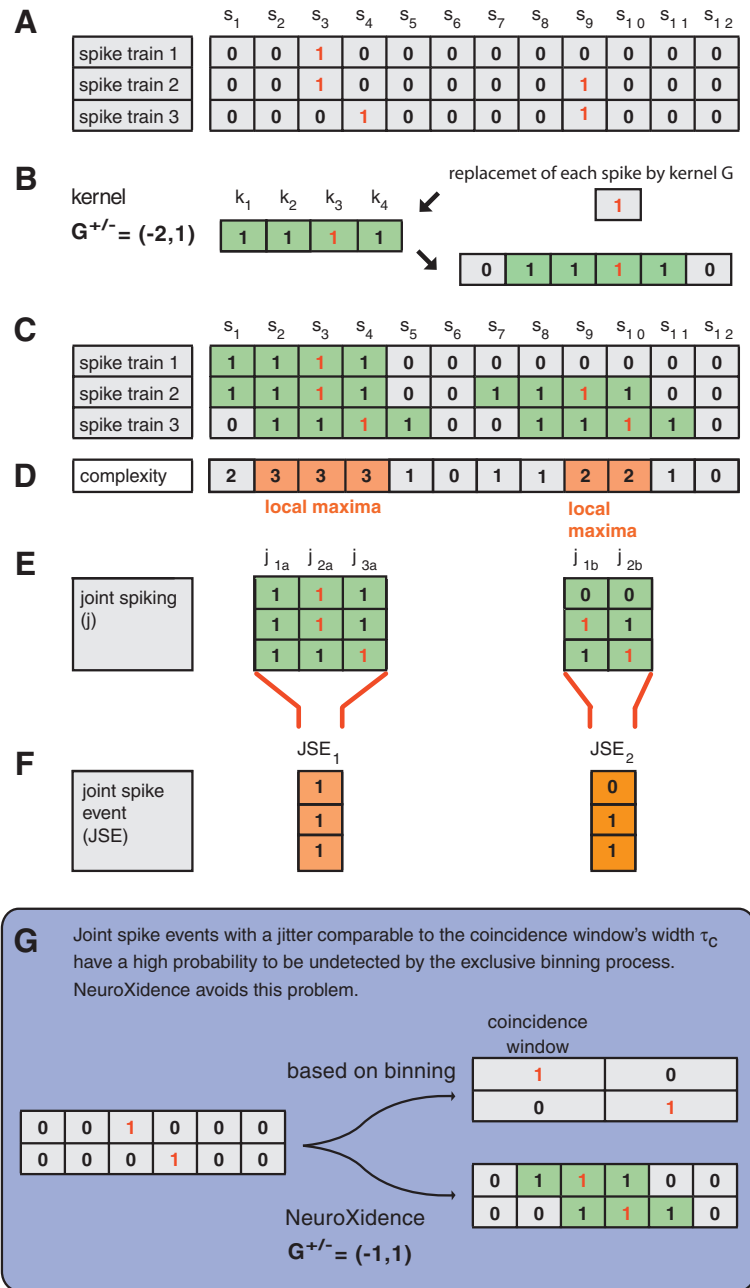 A
s1 s2 s3 s4 s5 s6 s7 s8 s9 s10 s11 s12
spike train 1 0 0 1 0 0 0 0 0 0 0 0 0
spike train 2 0 0 1 0 0 0 0 0 1 0 0 0
spike train 3 0 0 0 1 0 0 0 0 1 0 0 0
B
kernel
G+/- = (-2,1)
k1 k2 k3 k4
1 1 1 1
replacemet of each spike by kernel G
1
0 1 1 1 1 0
C
s1 s2 s3 s4 s5 s6 s7 s8 s9 s10 s11 s12
spike train 1 1 1 1 1 0 0 0 0 0 0 0 0
spike train 2 1 1 1 1 0 0 1 1 1 1 0 0
spike train 3 0 1 1 1 1 0 0 1 1 1 1 0
D
complexity 2 3 3 3 1 0 1 1 2 2 1 0
local maxima
local
maxima
E
j1a j2a j3a
j1b j2b
joint spiking
(j)
1 1 1 0 0
1 1 1 1 1
1 1 1 1 1
JSE1
JSE2
F
joint spike
event
(JSE)
1 0
1 1
1 1
G
Joint spike events with a jitter comparable to the coincidence window's width τC
have a high probability to be undetected by the exclusive binning process.
NeuroXidence avoids this problem.
coincidence
window
based on binning
1 0
0 1
0 0 1 0 0 0
0 0 0 1 0 0
NeuroXidence
G+/- = (-1,1)
0 1 1 1 0 0
0 0 1 1 1 0